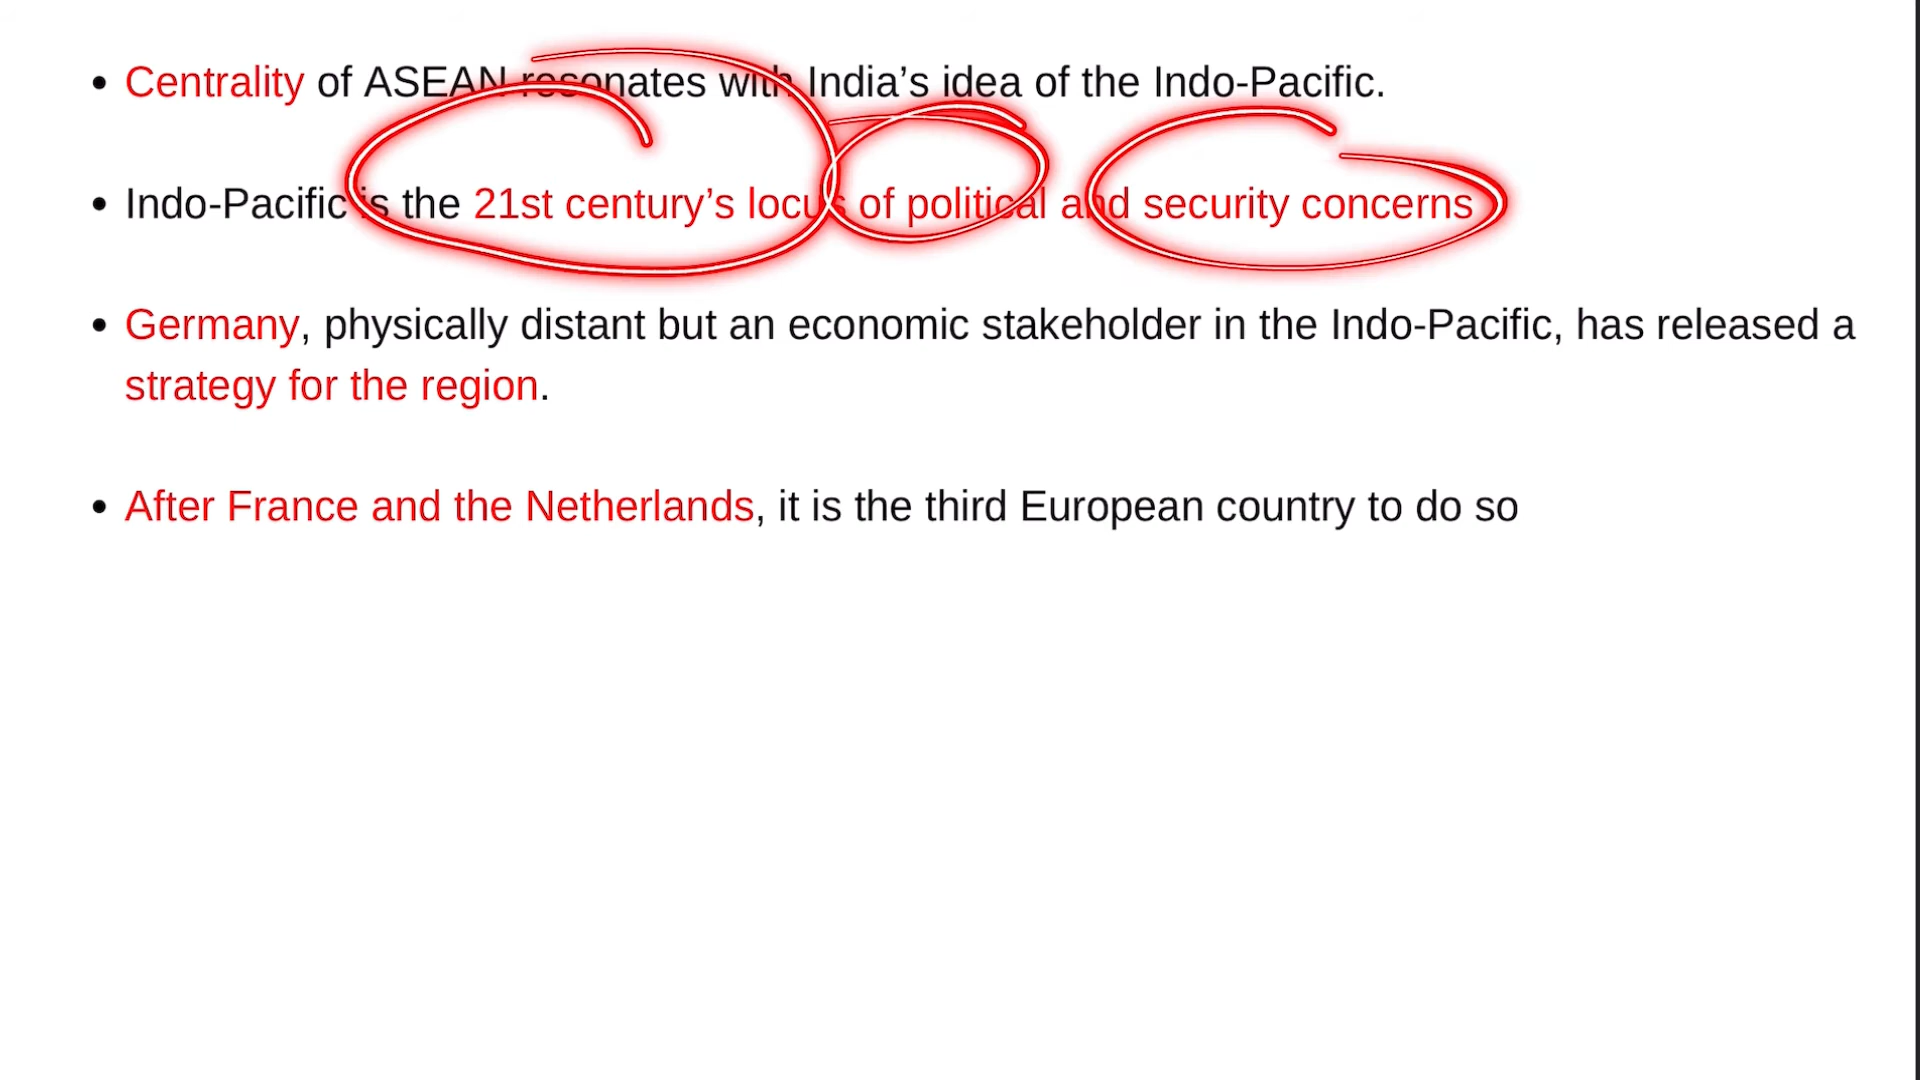 • Centrality of ASEAN resonates with India’s idea of the Indo-Pacific.
• Indo-Pacific is the 21st century’s locus of political and security concerns
• Germany, physically distant but an economic stakeholder in the Indo-Pacific, has released a
strategy for the region.
• After France and the Netherlands, it is the third European country to do so